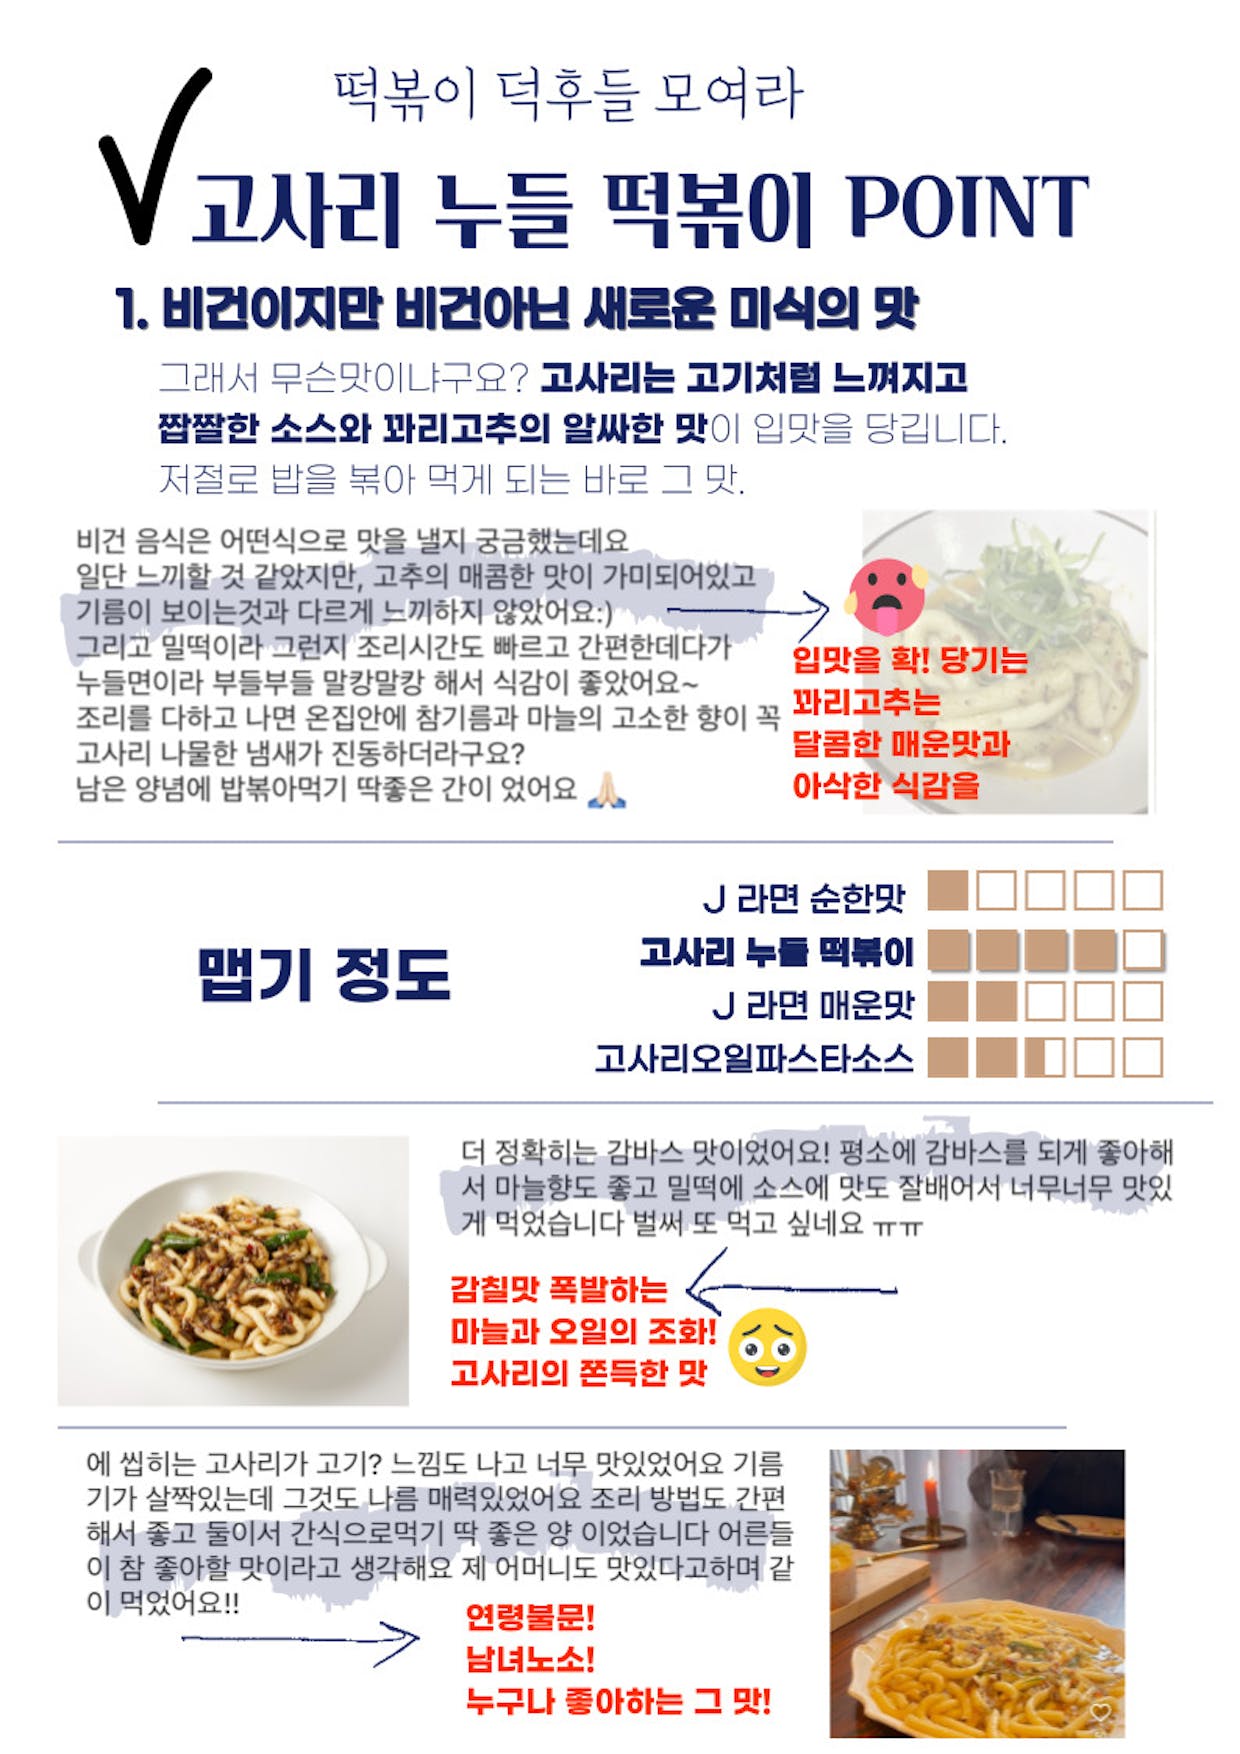 떡볶이 덕후들 모여라
고사리 누들 떡볶이 POINT
1. 비건이지만 비건아닌 새로운 미식의 맛
그래서 무슨맛이냐구요? 고사리는 고기처럼 느껴지고
짭짤한 소스와 꽈리고추의 알싸한 맛이 입맛을 당깁니다.
저절로 밥을 볶아 먹게 되는 바로 그 맛.
비건 음식은 어떤식으로 맛을 낼지 궁금했는데요
일단 느끼할 것 같았지만, 고추의 매콤한 맛이 가미되어있고
기름이 보이는것과 다르게 느끼하지 않았어요:)
그리고 밀떡이라 그런지 조리시간도 빠르고 간편한데다가
누들면이라 부들부들 말캉말캉 해서 식감이 좋았어요~
조리를 다하고 나면 온집안에 참기름과 마늘의 고소한 향이 꼭
고사리 나물한 냄새가 진동하더라구요?
남은 양념에 밥볶아먹기 딱좋은 간이 었어요 🙏🏻
입맛을 확! 당기는
꽈리고추는
달콤한 매운맛과
아삭한 식감을
맵기 정도
J 라면 순한맛
고사리 누들 떡볶이
J 라면 매운맛
고사리오일파스타소스
더 정확히는 감바스 맛이었어요! 평소에 감바스를 되게 좋아해
서 마늘향도 좋고 밀떡에 소스에 맛도 잘배어서 너무너무 맛있
게 먹었습니다 벌써 또 먹고 싶네요 ㅠㅠ
감칠맛 폭발하는
마늘과 오일의 조화!
고사리의 쫀득한 맛
에 씹히는 고사리가 고기? 느낌도 나고 너무 맛있었어요 기름
기가 살짝있는데 그것도 나름 매력있었어요 조리 방법도 간편
해서 좋고 둘이서 간식으로먹기 딱 좋은 양 이었습니다 어른들
이 참 좋아할 맛이라고 생각해요 제 어머니도 맛있다고하며 같
이 먹었어요!!
연령불문!
남녀노소!
누구나 좋아하는 그 맛!